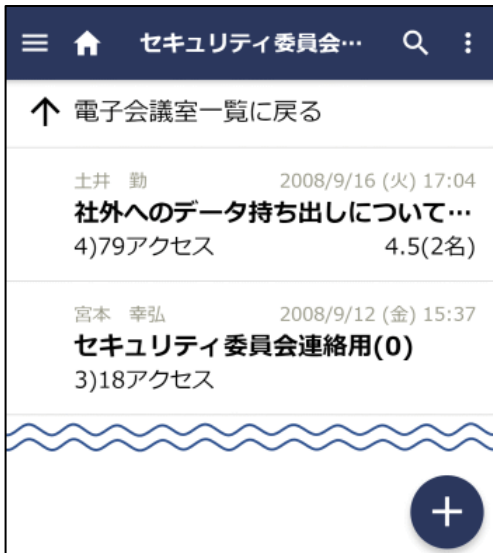 セキュリティ委員会…
電子会議室一覧に戻る
土井　勤 2008/9/16 (火) 17:04
社外へのデータ持ち出しについて…
4)79アクセス 4.5(2名)
宮本　幸弘 2008/9/12 (金) 15:37
セキュリティ委員会連絡用(0)
3)18アクセス